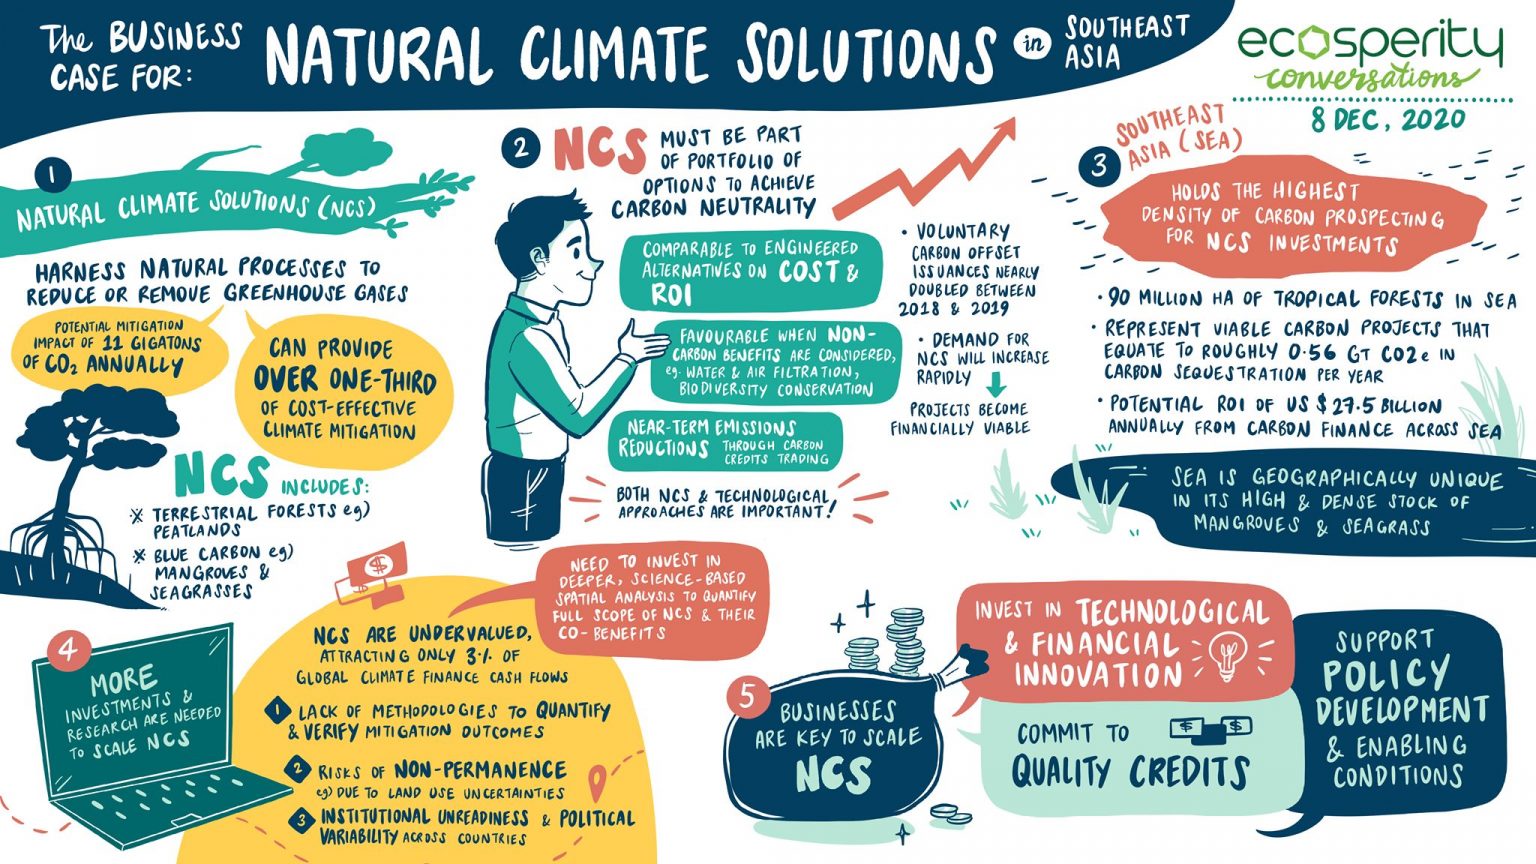 The BUSINESS
CASE FOR:
NATURAL CLIMATE SOLUTIONS
in
SOUTHEAST
ASIA
ecosperity
conversations
8 DEC, 2020
1
NATURAL CLIMATE SOLUTIONS (NCS)
HARNESS NATURAL PROCESSES TO
REDUCE OR REMOVE GREENHOUSE GASES
POTENTIAL MITIGATION
IMPACT OF 11 GIGATONS
OF CO₂ ANNUALLY
CAN PROVIDE
OVER ONE-THIRD
OF COST-EFFECTIVE
CLIMATE MITIGATION
NCS INCLUDES:
※ TERRESTRIAL FORESTS eg)
PEATLANDS
※ BLUE CARBON eg)
MANGROVES &
SEAGRASSES
2
NCS MUST BE PART
OF PORTFOLIO OF
OPTIONS TO ACHIEVE
CARBON NEUTRALITY
COMPARABLE TO ENGINEERED
ALTERNATIVES ON COST &
ROI
FAVOURABLE WHEN NON-
CARBON BENEFITS ARE CONSIDERED,
eg. WATER & AIR FILTRATION,
BIODIVERSITY CONSERVATION
NEAR-TERM EMISSIONS
REDUCTIONS THROUGH CARBON
CREDITS TRADING
BOTH NCS & TECHNOLOGICAL
APPROACHES ARE IMPORTANT!
• VOLUNTARY
CARBON OFFSET
ISSUANCES NEARLY
DOUBLED BETWEEN
2018 & 2019
• DEMAND FOR
NCS WILL INCREASE
RAPIDLY
PROJECTS BECOME
FINANCIALLY VIABLE
3
SOUTHEAST
ASIA (SEA)
HOLDS THE HIGHEST
DENSITY OF CARBON PROSPECTING
FOR NCS INVESTMENTS
• 90 MILLION HA OF TROPICAL FORESTS IN SEA
• REPRESENT VIABLE CARBON PROJECTS THAT
EQUATE TO ROUGHLY 0.56 GT CO2e IN
CARBON SEQUESTRATION PER YEAR
• POTENTIAL ROI OF US $27.5 BILLION
ANNUALLY FROM CARBON FINANCE ACROSS SEA
SEA IS GEOGRAPHICALLY UNIQUE
IN ITS HIGH & DENSE STOCK OF
MANGROVES & SEAGRASS
4
MORE
INVESTMENTS &
RESEARCH ARE NEEDED
TO SCALE NCS
$
NEED TO INVEST IN
DEEPER, SCIENCE-BASED
SPATIAL ANALYSIS TO QUANTIFY
FULL SCOPE OF NCS & THEIR
CO-BENEFITS
NCS ARE UNDERVALUED,
ATTRACTING ONLY 3% OF
GLOBAL CLIMATE FINANCE CASH FLOWS
1 LACK OF METHODOLOGIES TO QUANTIFY
& VERIFY MITIGATION OUTCOMES
2 RISKS OF NON-PERMANENCE
eg) DUE TO LAND USE UNCERTAINTIES
3 INSTITUTIONAL UNREADINESS & POLITICAL
VARIABILITY ACROSS COUNTRIES
5
BUSINESSES
ARE KEY TO SCALE
NCS
INVEST IN TECHNOLOGICAL
& FINANCIAL
INNOVATION
COMMIT TO
$ $
QUALITY CREDITS
SUPPORT
POLICY
DEVELOPMENT
& ENABLING
CONDITIONS